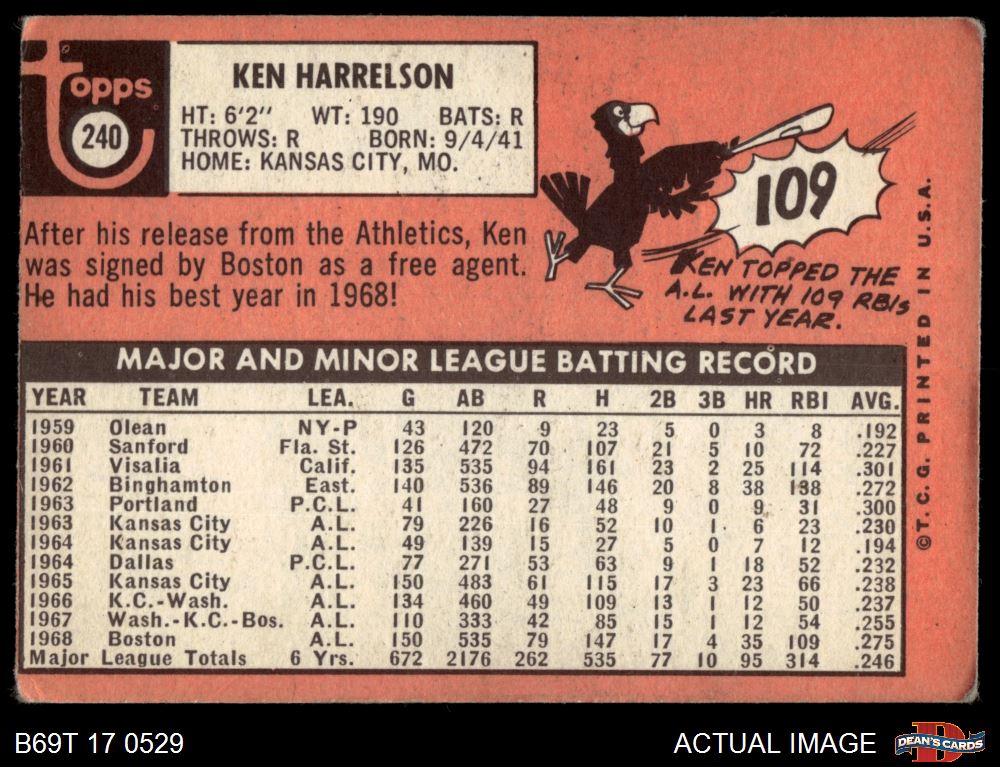 Topps
240
KEN HARRELSON
HT: 6'2" WT: 190 BATS: R
THROWS: R BORN: 9/4/41
HOME: KANSAS CITY, MO.
After his release from the Athletics, Ken
was signed by Boston as a free agent.
He had his best year in 1968!
109
KEN TOPPED THE
A.L. WITH 109 RBIs
LAST YEAR.
MAJOR AND MINOR LEAGUE BATTING RECORD
YEAR TEAM LEA. G AB R H 2B 3B HR RBI AVG.
1959 Olean NY-P 43 120 9 23 5 0 3 8 .192
1960 Sanford Fla. St. 126 472 70 107 21 5 10 72 .227
1961 Visalia Calif. 135 535 94 161 23 2 25 114 .301
1962 Binghamton East. 140 536 89 146 20 8 38 138 .272
1963 Portland P.C.L. 41 160 27 48 9 0 9 31 .300
1963 Kansas City A.L. 79 226 16 52 10 1 6 23 .230
1964 Kansas City A.L. 49 139 15 27 5 0 7 12 .194
1964 Dallas P.C.L. 77 271 53 63 9 1 18 52 .232
1965 Kansas City A.L. 150 483 61 115 17 3 23 66 .238
1966 K.C.-Wash. A.L. 134 460 49 109 13 1 12 50 .237
1967 Wash.-K.C.-Bos. A.L. 110 333 42 85 15 1 12 54 .255
1968 Boston A.L. 150 535 79 147 17 4 35 109 .275
Major League Totals 6 Yrs. 672 2176 262 535 77 10 95 314 .246
©T.C.G. PRINTED IN U.S.A.
B69T 17 0529
ACTUAL IMAGE
D
DEAN'S CARDS